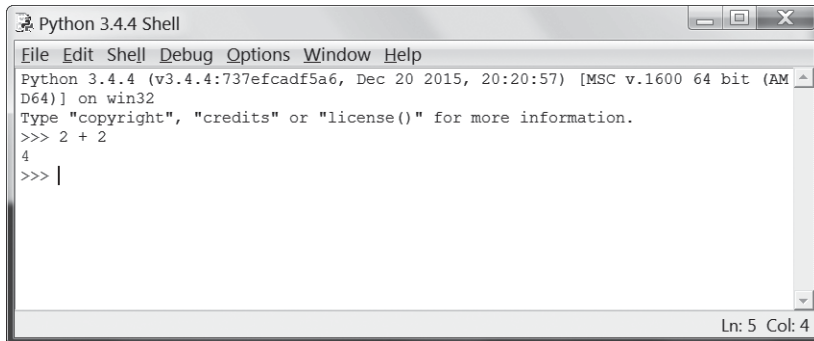 Python 3.4.4 Shell
File Edit Shell Debug Options Window Help
Python 3.4.4 (v3.4.4:737efcadf5a6, Dec 20 2015, 20:20:57) [MSC v.1600 64 bit (AM
D64)] on win32
Type "copyright", "credits" or "license()" for more information.
>>> 2 + 2
4
>>>
Ln: 5 Col: 4